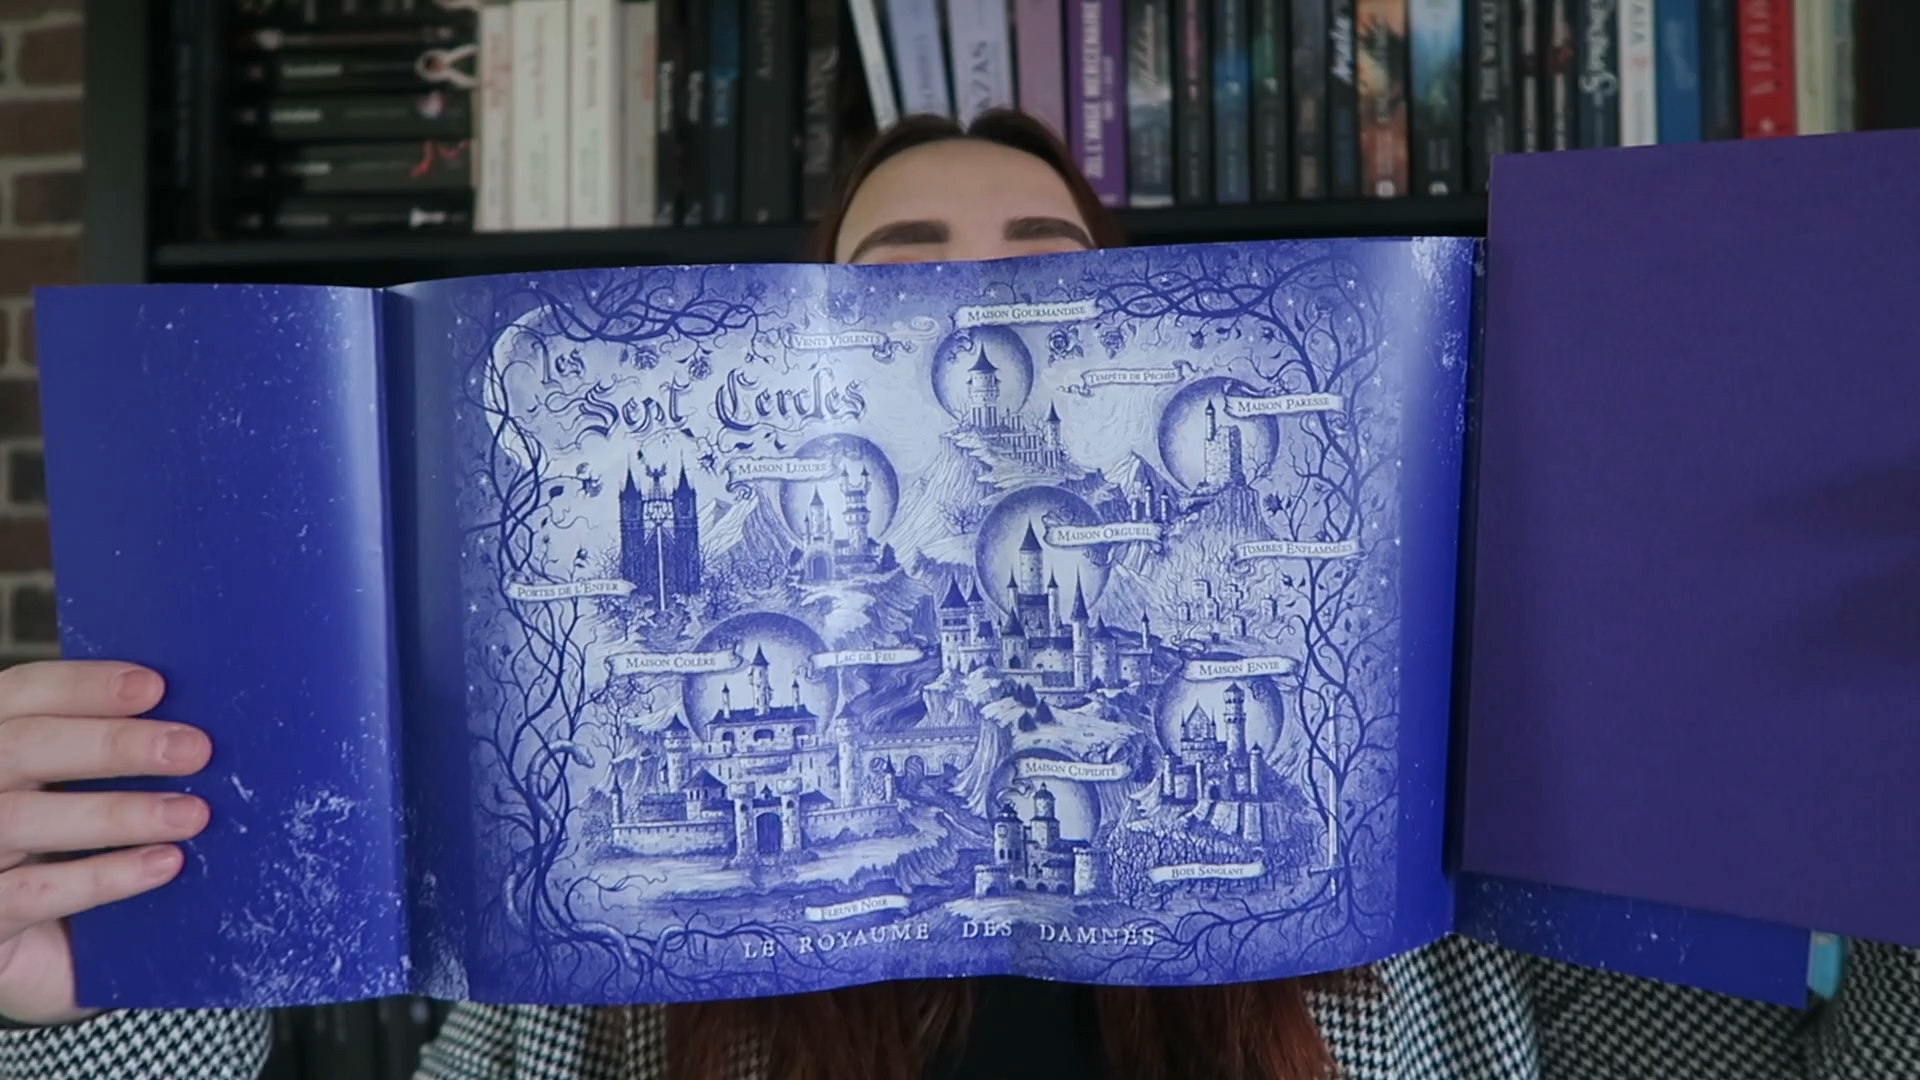 Les
Sept Cercles
VENTS VIOLENTS
MAISON GOURMANDISE
TEMPÊTE DE PÉCHÉS
MAISON PARESSE
MAISON LUXURE
MAISON ORGUEIL
TOMBES ENFLAMMÉES
PORTES DE L'ENFER
MAISON COLÈRE
LAC DE FEU
MAISON ENVIE
MAISON CUPIDITÉ
BOIS SANGLANT
FLEUVE NOIR
LE ROYAUME DES DAMNÉS